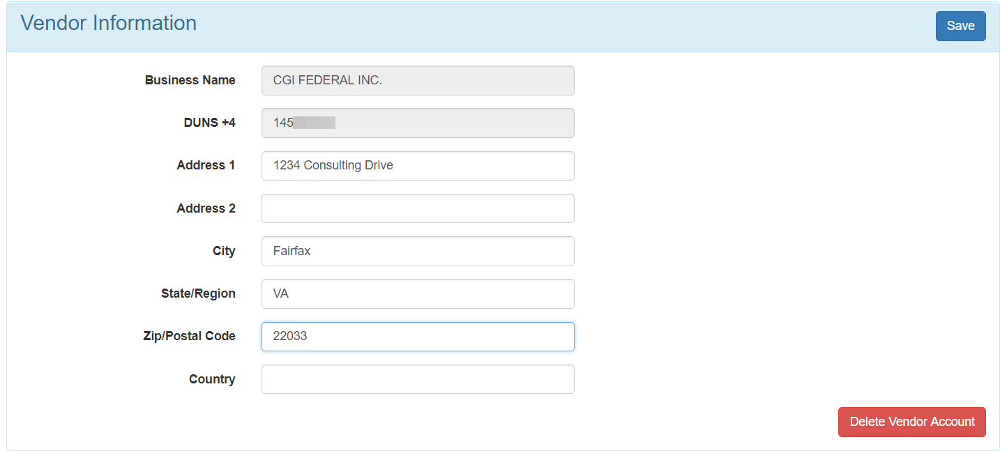 Vendor Information
Save
Business Name CGI FEDERAL INC.
DUNS +4 145
Address 1 1234 Consulting Drive
Address 2
City Fairfax
State/Region VA
Zip/Postal Code 22033
Country
Delete Vendor Account